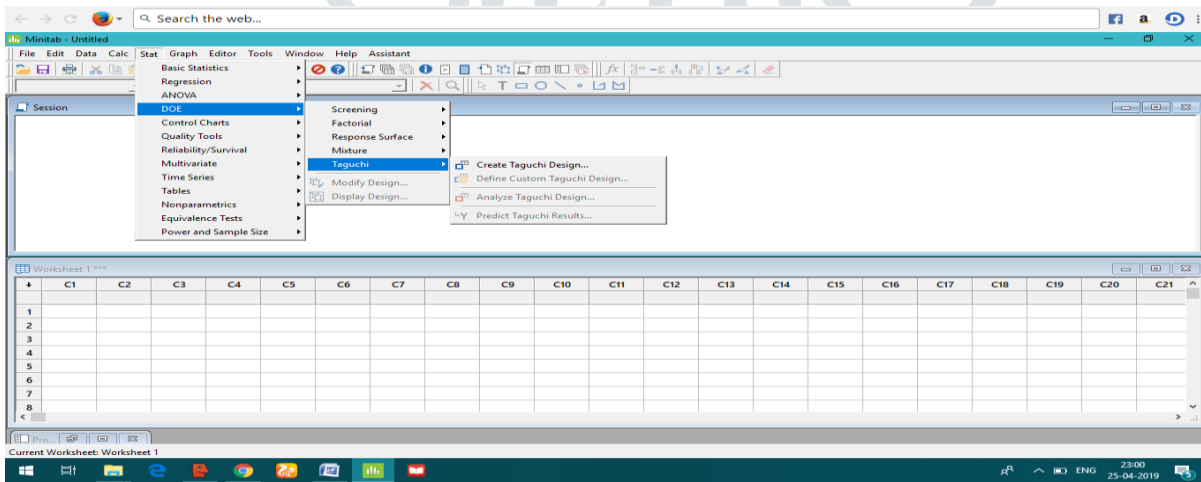 Search the web...
Minitab - Untitled
File Edit Data Calc Stat Graph Editor Tools Window Help Assistant
Basic Statistics
Regression
ANOVA
Session
DOE
Screening
Control Charts
Factorial
Quality Tools
Response Surface
Reliability/Survival
Mixture
Multivariate
Taguchi
Create Taguchi Design...
Time Series
Define Custom Taguchi Design...
Modify Design...
Tables
Display Design...
Analyze Taguchi Design...
Nonparametrics
Equivalence Tests
Predict Taguchi Results...
Power and Sample Size
Worksheet 1 ***
C1 C2 C3 C4 C5 C6 C7 C8 C9 C10 C11 C12 C13 C14 C15 C16 C17 C18 C19 C20 C21
1
2
3
4
5
6
7
8
Pro...
Current Worksheet: Worksheet 1
ENG
23:00
25-04-2019